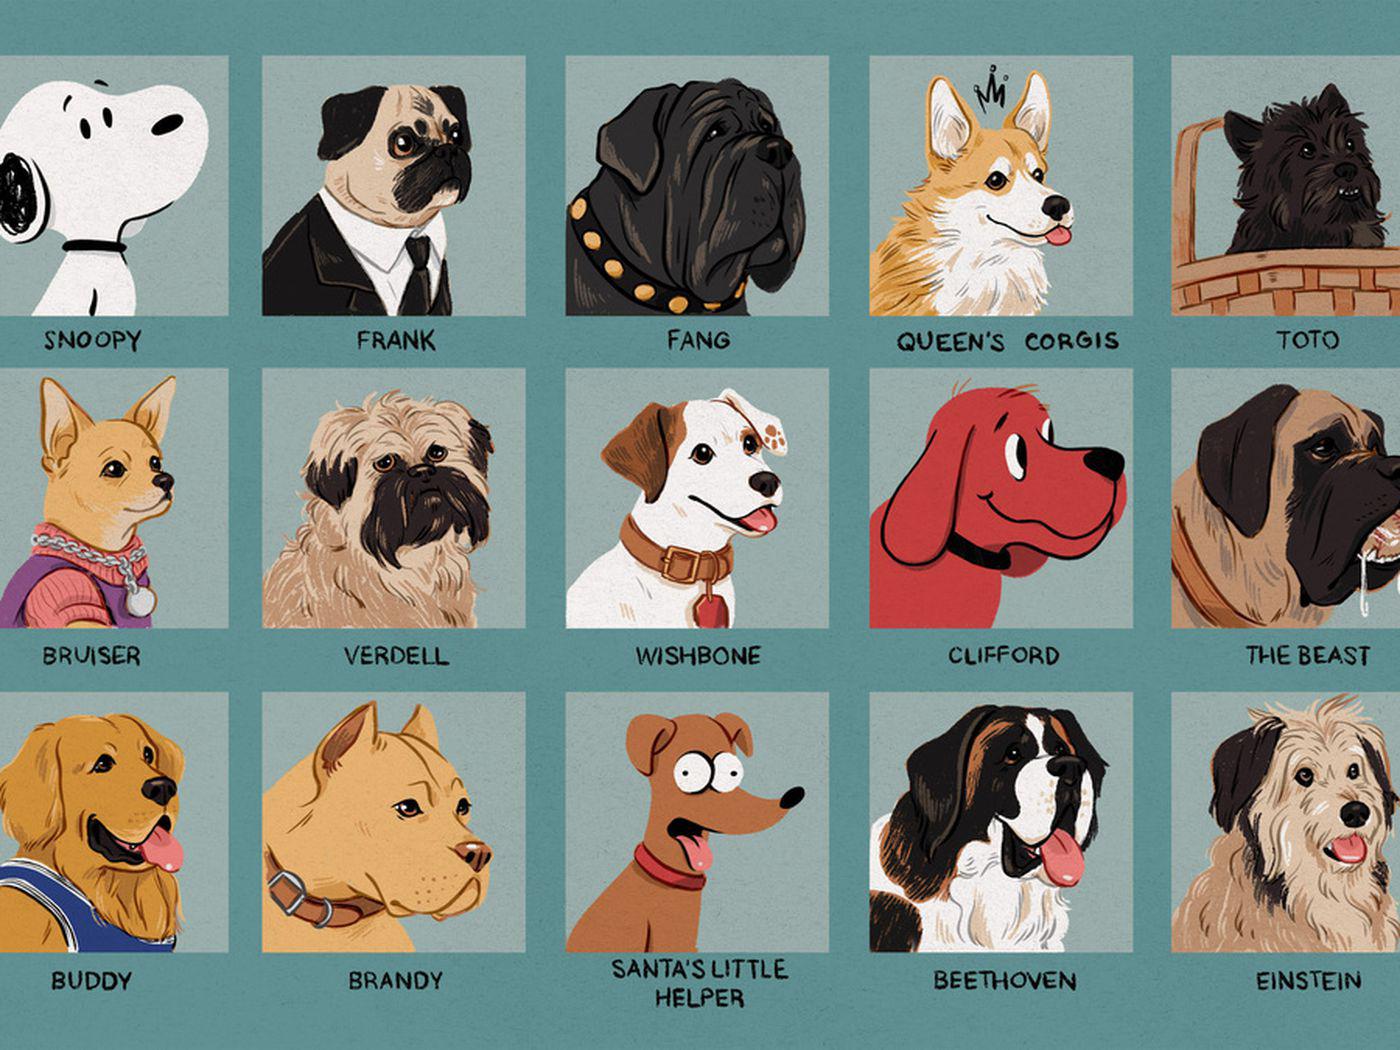 SNOOPY
FRANK
FANG
QUEEN'S CORGIS
TOTO
BRUISER
VERDELL
WISHBONE
CLIFFORD
THE BEAST
BUDDY
BRANDY
SANTA'S LITTLE
HELPER
BEETHOVEN
EINSTEIN